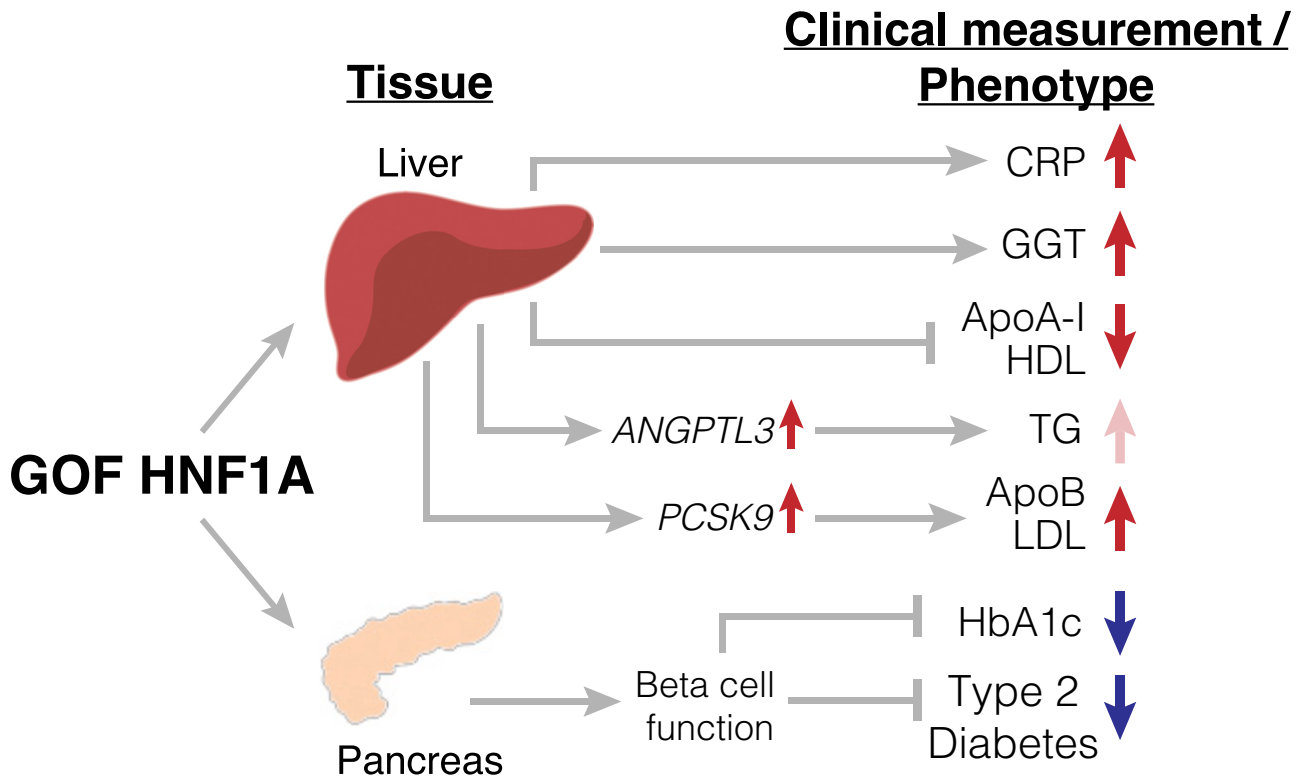 Clinical measurement /
Phenotype
Tissue
Liver
CRP
GGT
ApoA-I
HDL
ANGPTL3
TG
GOF HNF1A
PCSK9
ApoB
LDL
HbA1c
Beta cell
function
Type 2
Diabetes
Pancreas